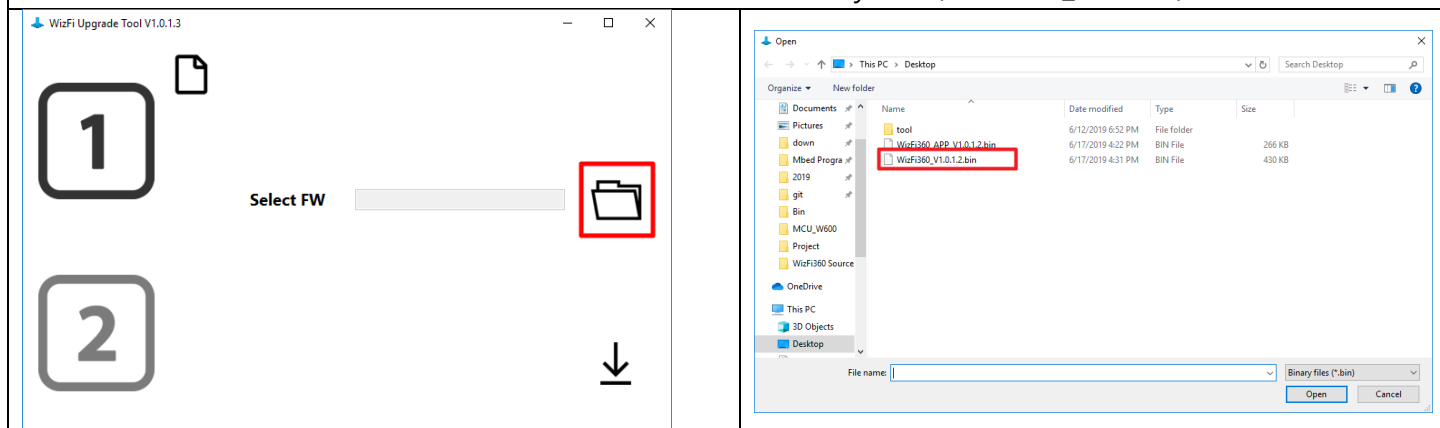 WizFi Upgrade Tool V1.0.1.3
1
Select FW
2
Open
This PC > Desktop
Search Desktop
Organize
New folder
Name
Date modified
Type
Size
Documents
Pictures
down
Mbed Progra
2019
git
Bin
MCU_W600
Project
WizFi360 Source
OneDrive
This PC
3D Objects
Desktop
tool
6/12/2019 6:52 PM
File folder
WizFi360_APP_V1.0.1.2.bin
6/17/2019 4:22 PM
BIN File
266 KB
WizFi360_V1.0.1.2.bin
6/17/2019 4:31 PM
BIN File
430 KB
File name:
Binary files (*.bin)
Open
Cancel